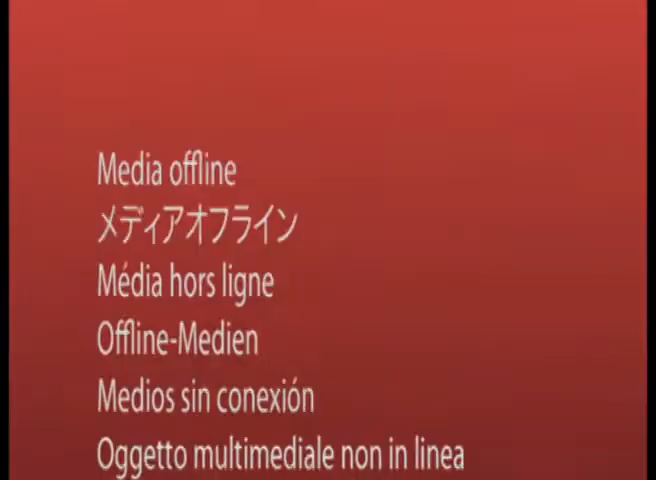 Media offline
メディアオフライン
Média hors ligne
Offline-Medien
Medios sin conexión
Oggetto multimediale non in linea